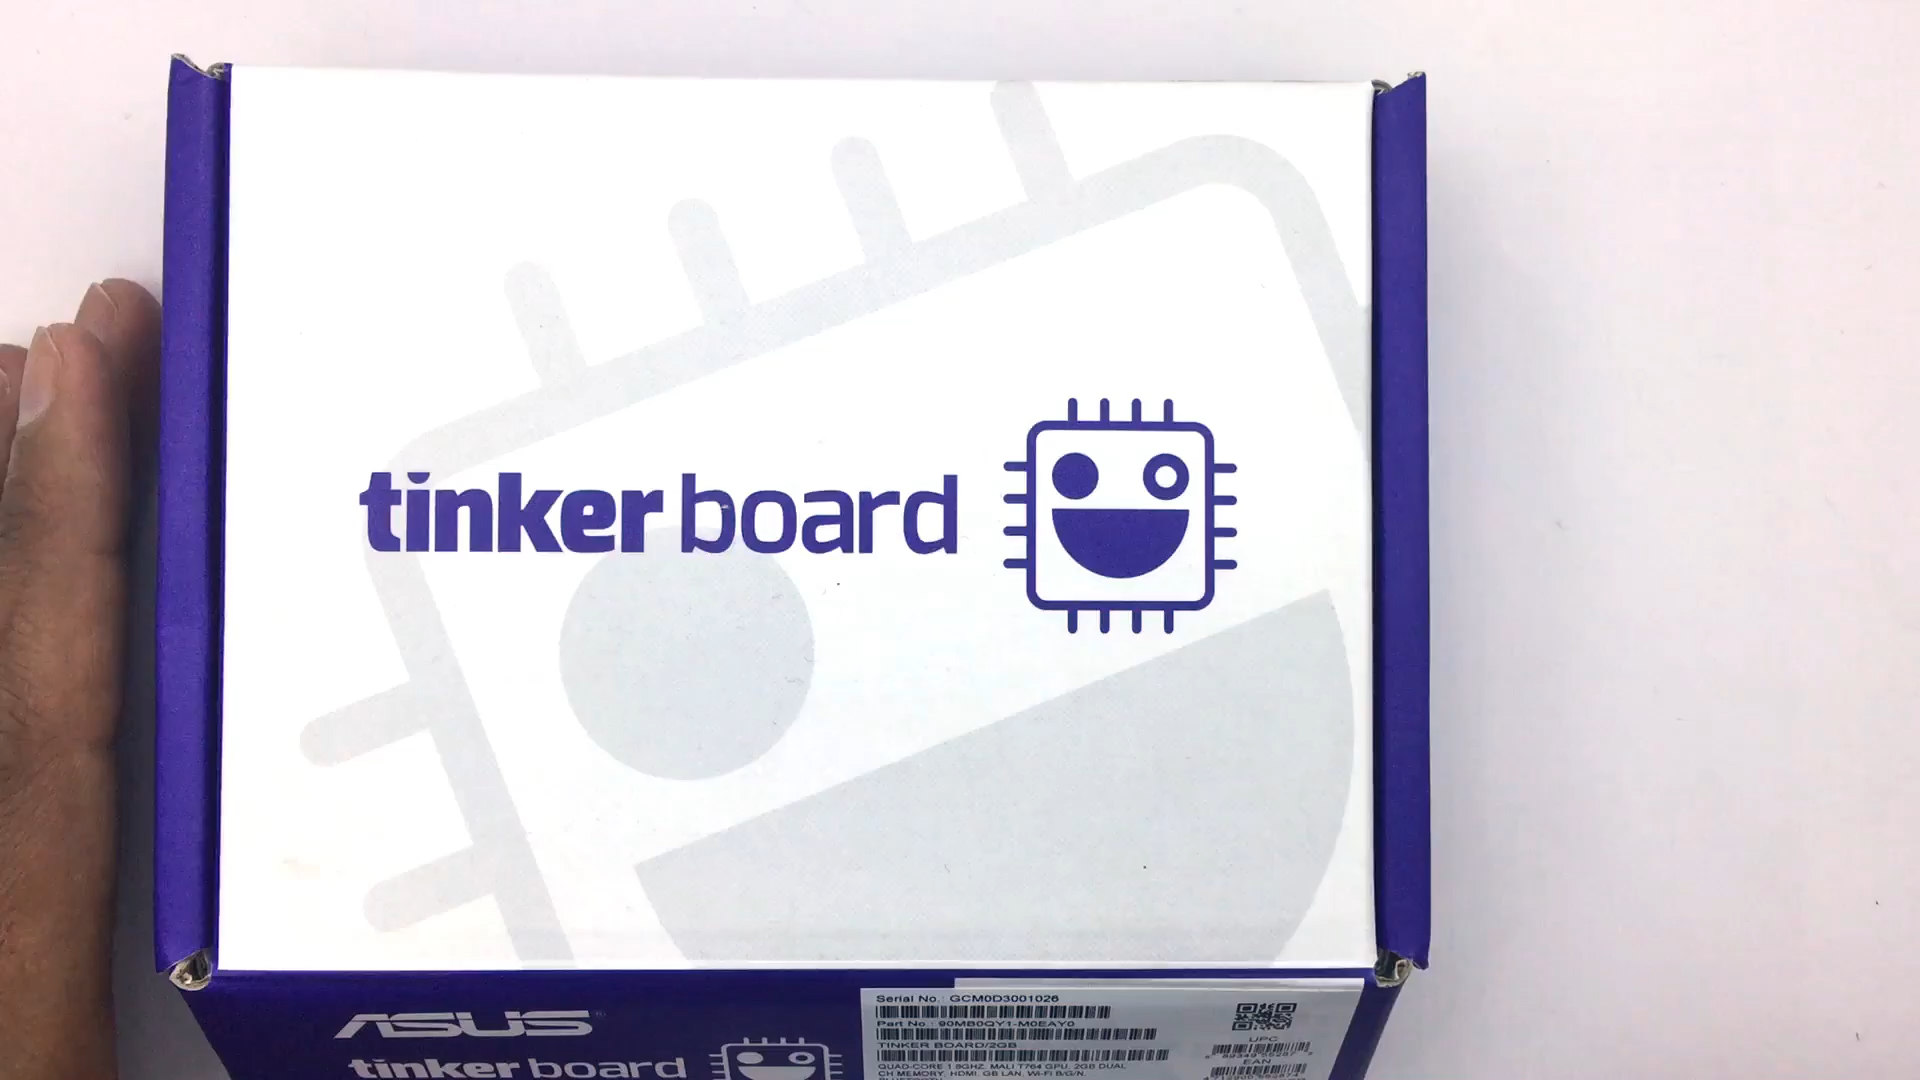 tinker board
ASUS
tinker board
Serial No.: GCM0D3001026
Part No.: 90MB0QY1-M0EAY0
TINKER BOARD/2GB
QUAD-CORE 1.8GHZ, MALI T764 GPU, 2GB DUAL
CH MEMORY, HDMI, GB LAN, WI-FI B/G/N,
UPC
EAN